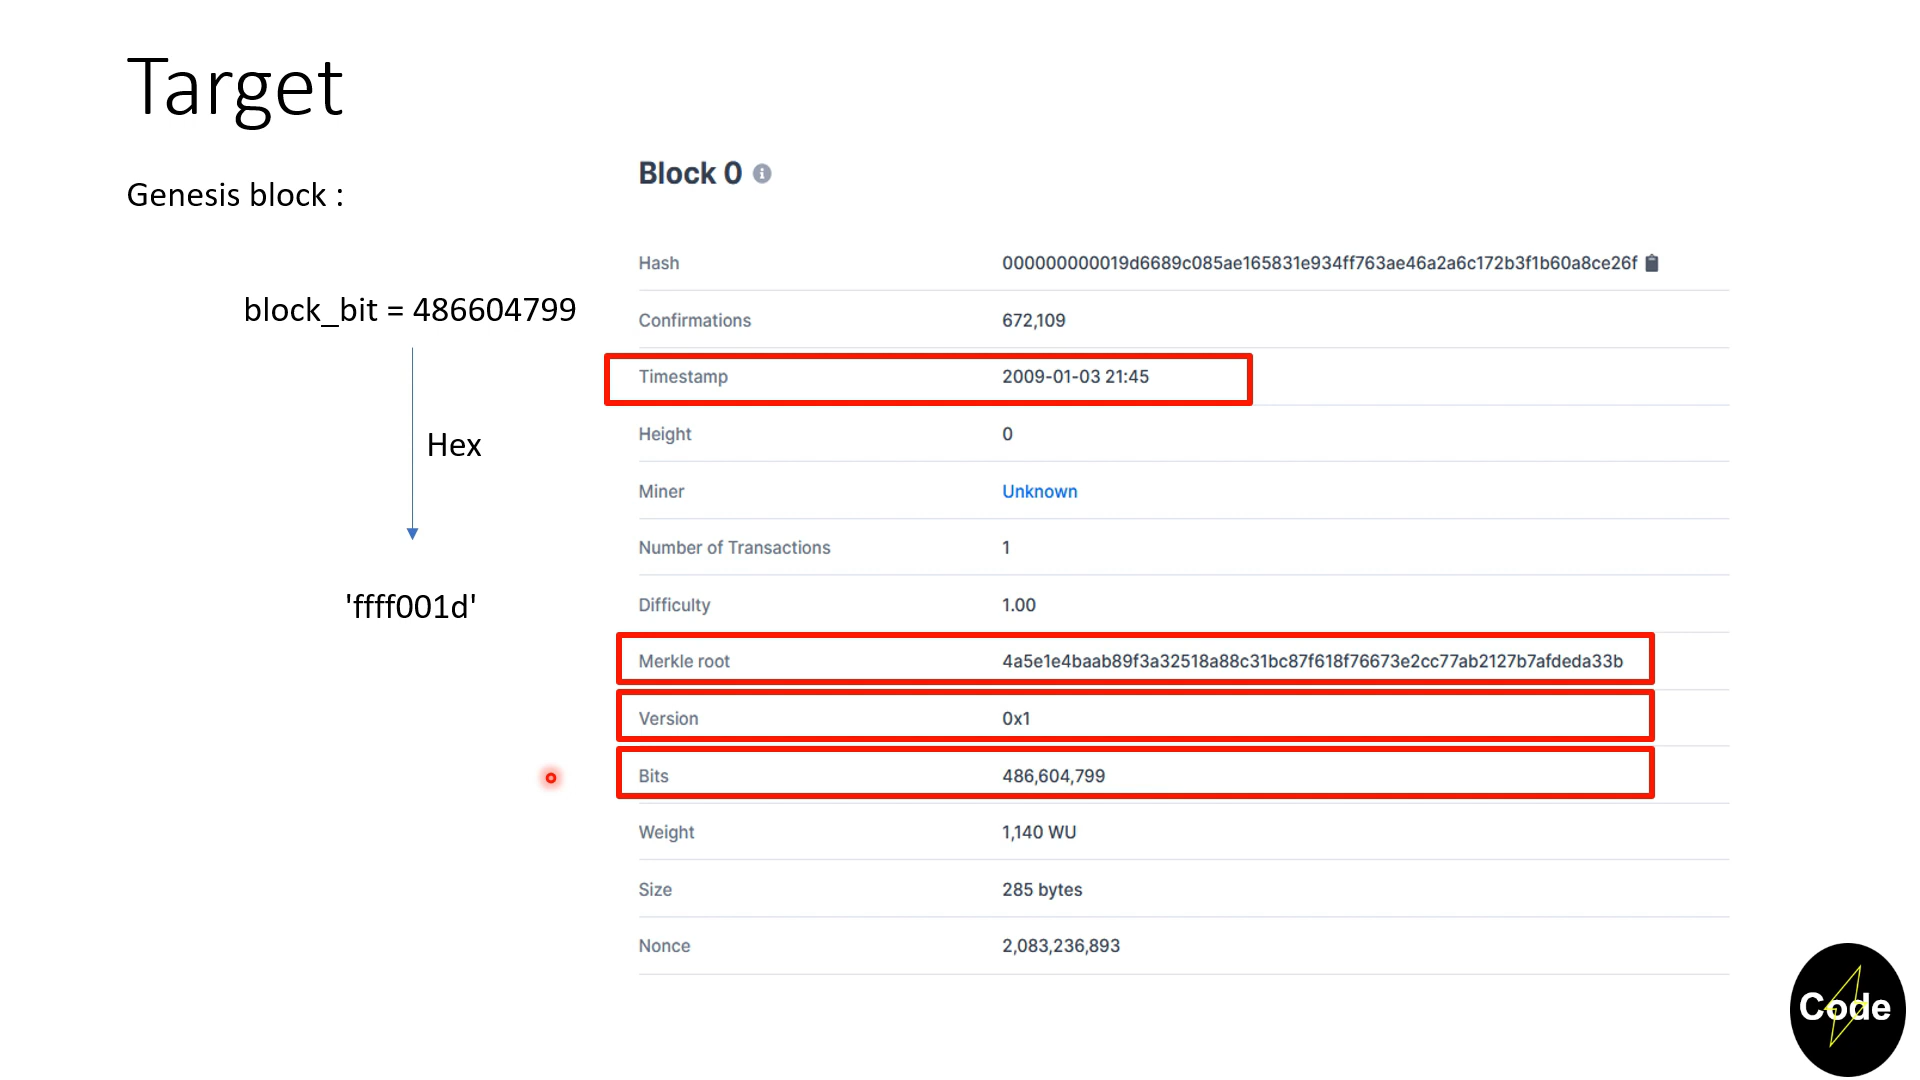 Target
Genesis block :
block_bit = 486604799
Hex
'ffff001d'
Block 0
Hash 000000000019d6689c085ae165831e934ff763ae46a2a6c172b3f1b60a8ce26f
Confirmations 672,109
Timestamp 2009-01-03 21:45
Height 0
Miner Unknown
Number of Transactions 1
Difficulty 1.00
Merkle root 4a5e1e4baab89f3a32518a88c31bc87f618f76673e2cc77ab2127b7afdeda33b
Version 0x1
Bits 486,604,799
Weight 1,140 WU
Size 285 bytes
Nonce 2,083,236,893
Code